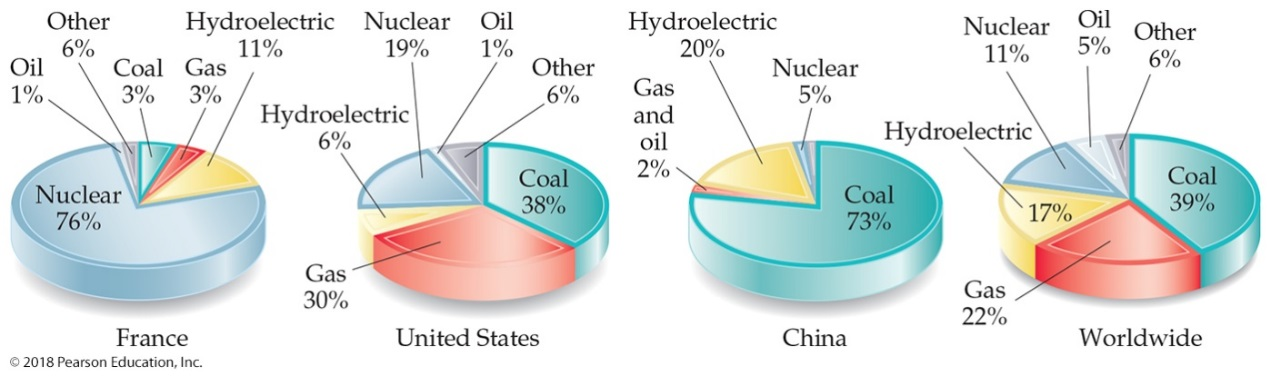 Other
6%
Hydroelectric
11%
Oil
1%
Coal
3%
Gas
3%
Nuclear
76%
France
Nuclear
19%
Oil
1%
Other
6%
Hydroelectric
6%
Coal
38%
Gas
30%
United States
Hydroelectric
20%
Nuclear
5%
Gas
and
oil
2%
Coal
73%
China
Nuclear
11%
Oil
5%
Other
6%
Hydroelectric
17%
Coal
39%
Gas
22%
Worldwide
© 2018 Pearson Education, Inc.